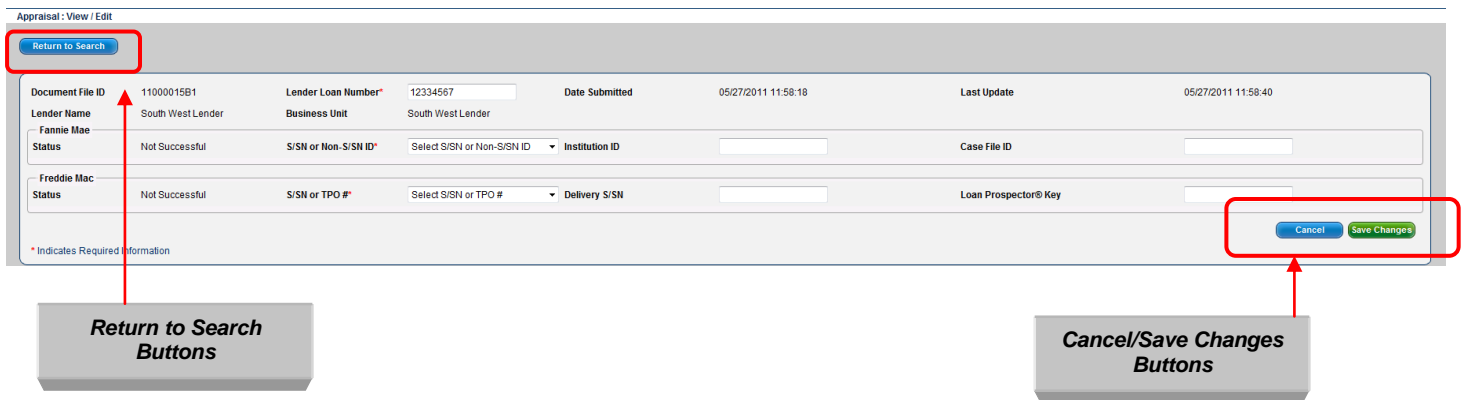 Appraisal : View / Edit
Return to Search
Document File ID 11000015B1 Lender Loan Number* 12334567 Date Submitted 05/27/2011 11:58:18 Last Update 05/27/2011 11:58:40
Lender Name South West Lender Business Unit South West Lender
Fannie Mae
Status Not Successful S/SN or Non-S/SN ID* Select S/SN or Non-S/SN ID Institution ID Case File ID
Freddie Mac
Status Not Successful S/SN or TPO #* Select S/SN or TPO # Delivery S/SN Loan Prospector® Key
Cancel Save Changes
* Indicates Required Information
Return to Search
Buttons
Cancel/Save Changes
Buttons